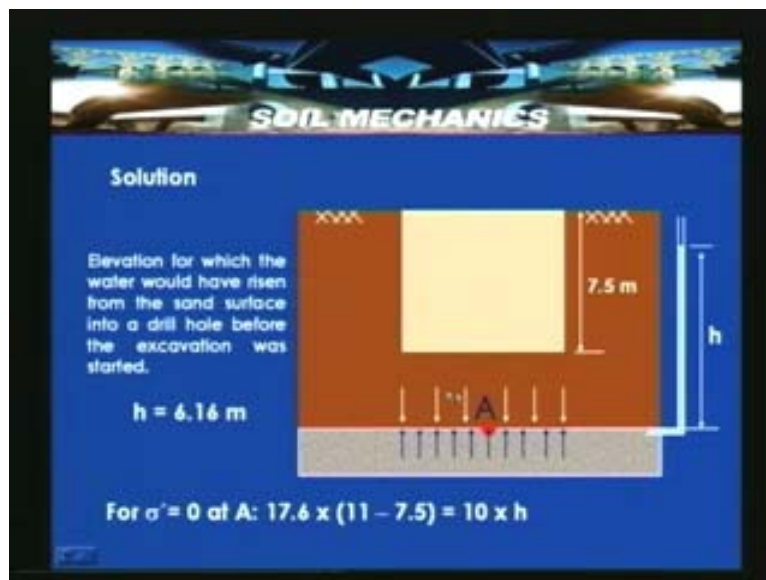 SOIL MECHANICS
Solution
Elevation for which the
water would have risen
from the sand surface
into a drill hole before
the excavation was
started.
h = 6.16 m
7.5 m
h
A
For σ´= 0 at A: 17.6 x (11 – 7.5) = 10 x h